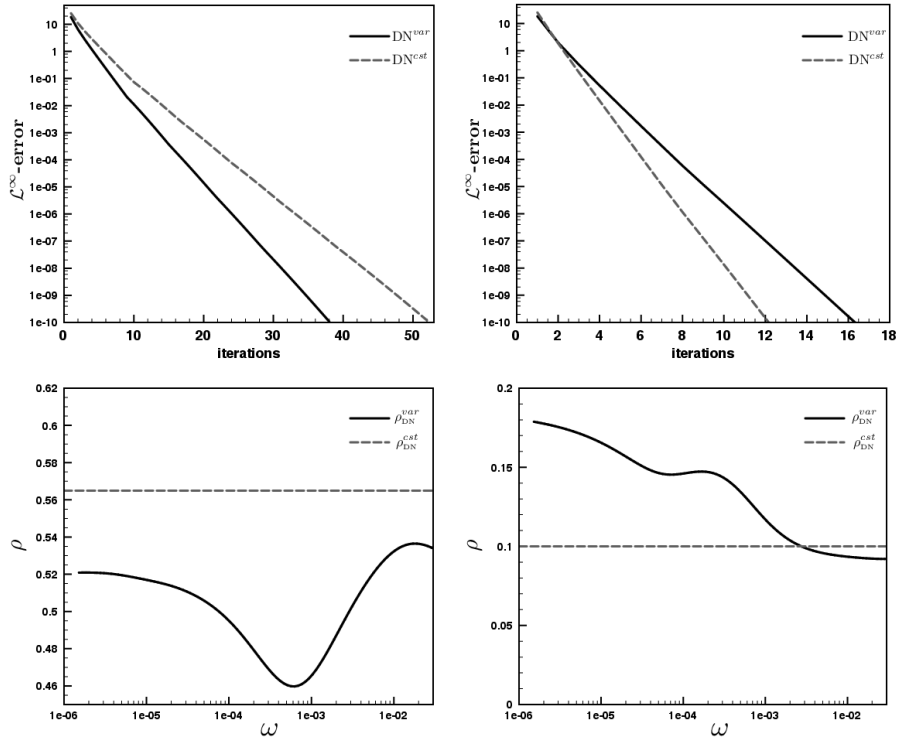 10
1
1e-01
1e-02
1e-03
1e-04
1e-05
1e-06
1e-07
1e-08
1e-09
1e-10
ℒ^∞-error
DN^var
DN^cst
0 10 20 30 40 50
iterations
10
1
1e-01
1e-02
1e-03
1e-04
1e-05
1e-06
1e-07
1e-08
1e-09
1e-10
ℒ^∞-error
DN^var
DN^cst
0 2 4 6 8 10 12 14 16 18
iterations
0.62
0.6
0.58
0.56
0.54
0.52
0.5
0.48
0.46
ρ
ρ_DN^var
ρ_DN^cst
1e-06 1e-05 1e-04 1e-03 1e-02
ω
0.2
0.15
0.1
0.05
0
ρ
ρ_DN^var
ρ_DN^cst
1e-06 1e-05 1e-04 1e-03 1e-02
ω